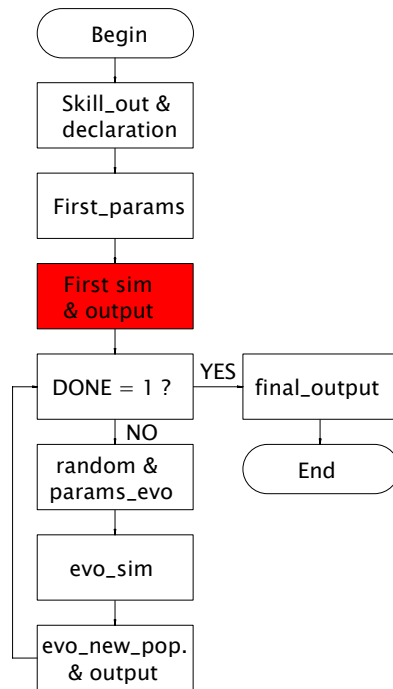 Begin
Skill_out &
declaration
First_params
First sim
& output
DONE = 1 ?
YES
final_output
NO
End
random &
params_evo
evo_sim
evo_new_pop.
& output